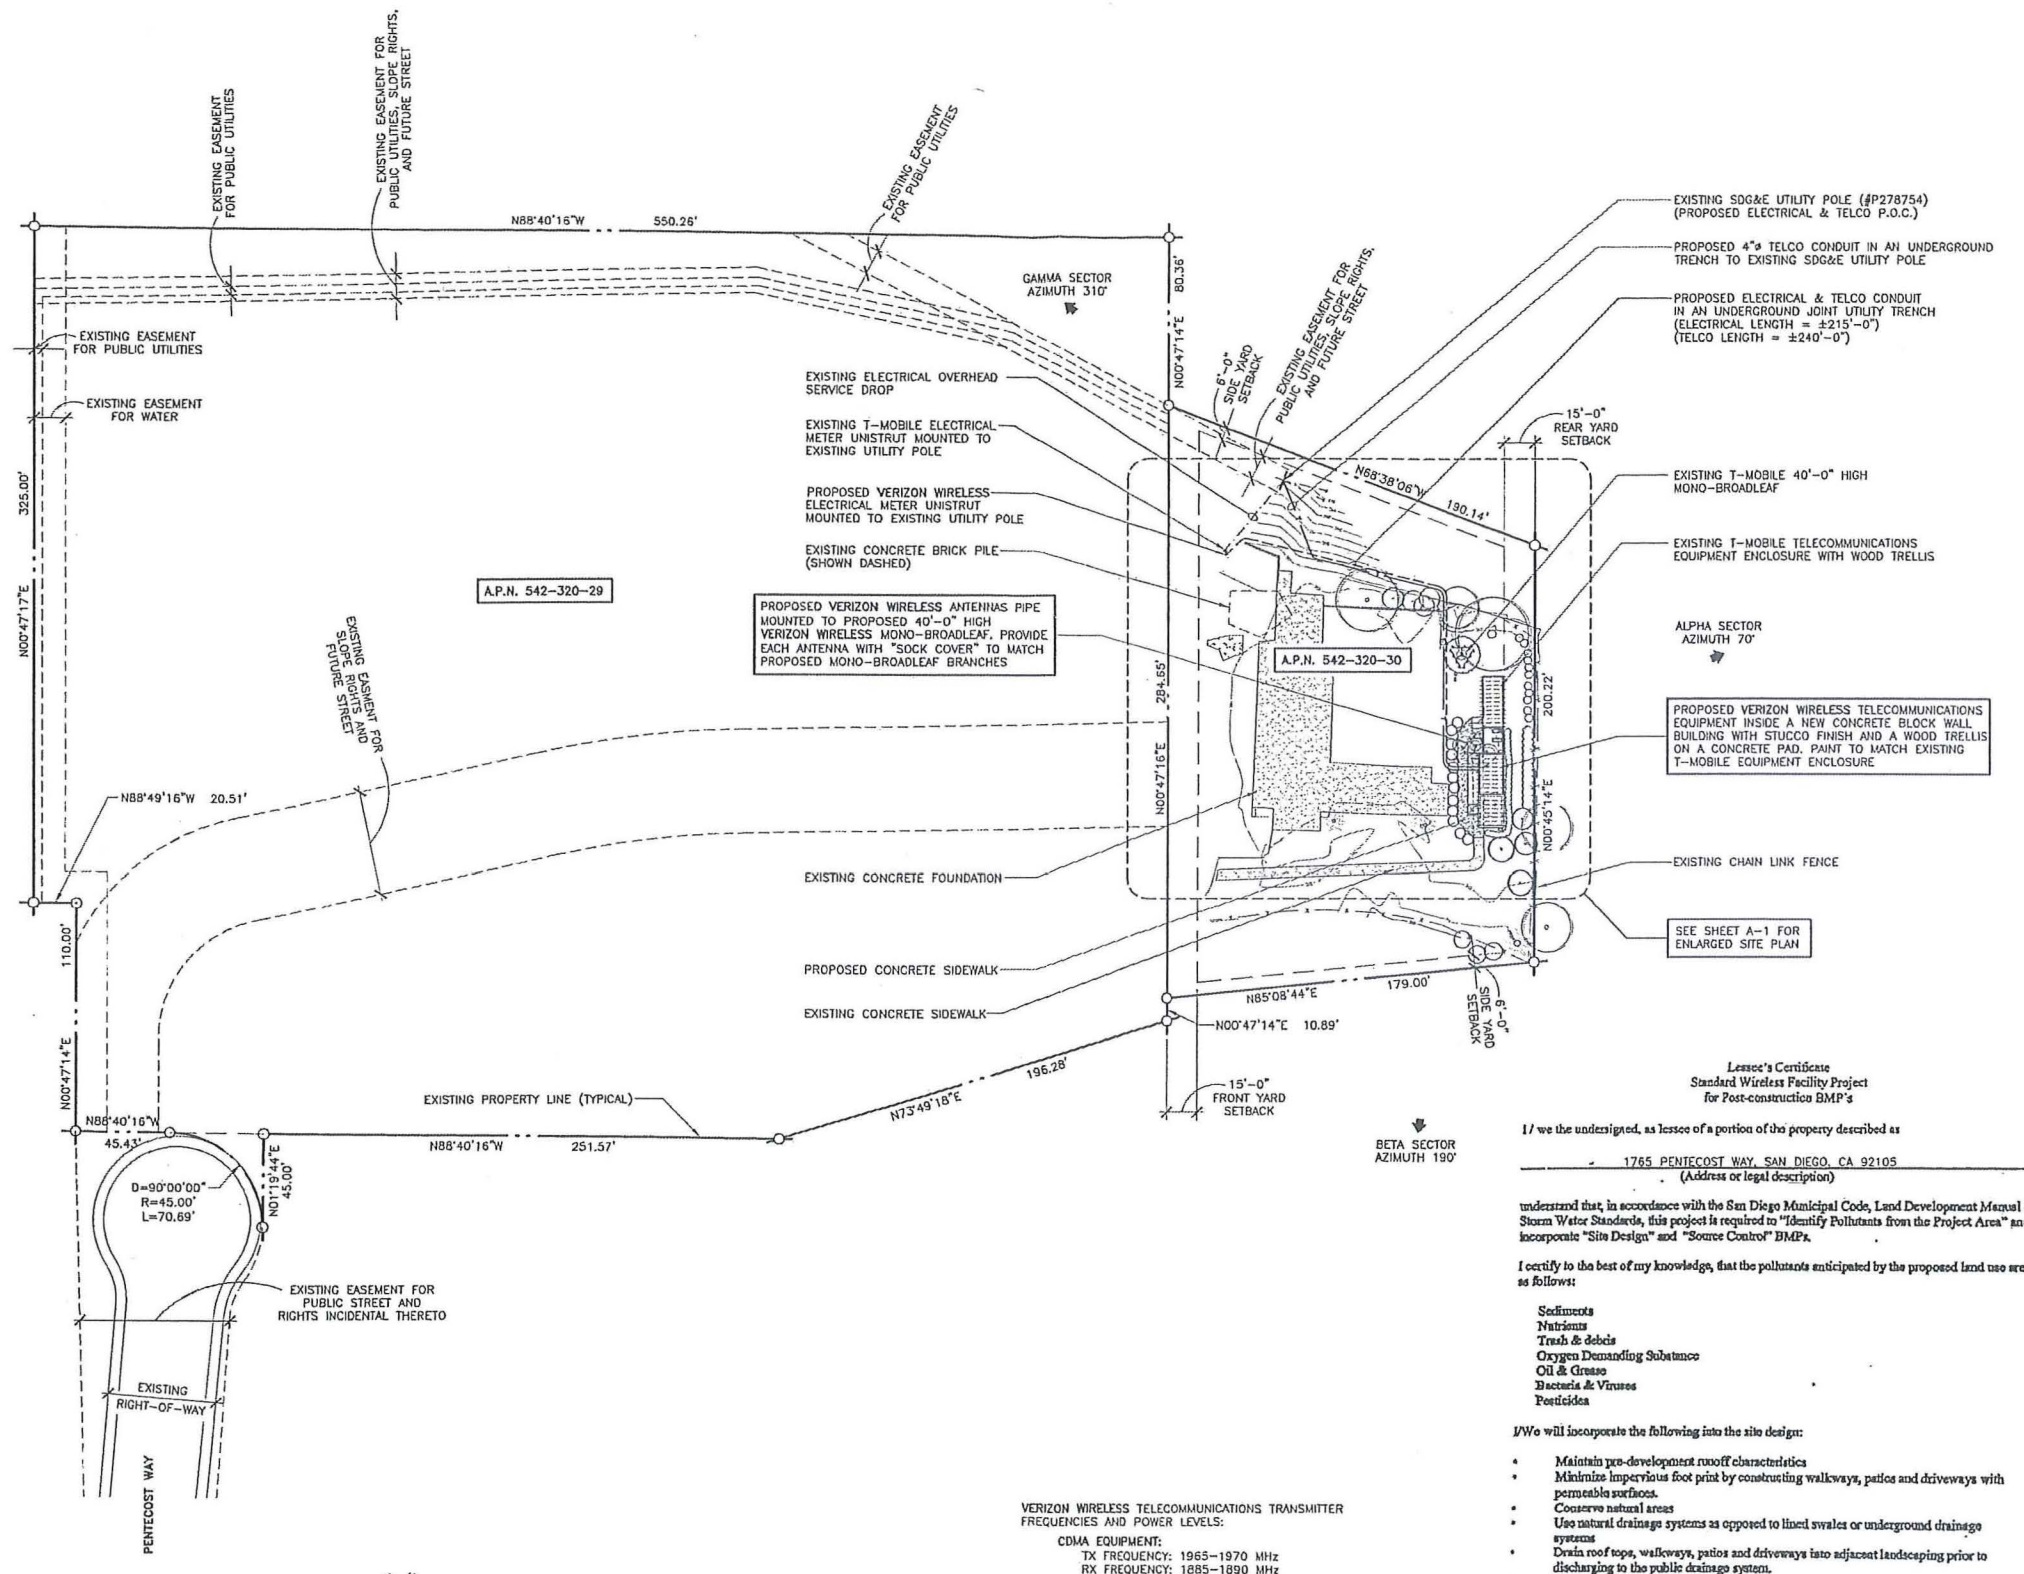 EXISTING EASEMENT
FOR PUBLIC UTILITIES
EXISTING EASEMENT FOR
PUBLIC UTILITIES, SLOPE RIGHTS,
AND FUTURE STREET
EXISTING EASEMENT
FOR PUBLIC UTILITIES
N88°40'16"W 550.26'
GAMMA SECTOR
AZIMUTH 310°
N00°47'14"E 80.36'
6'-0"
SIDE YARD
SETBACK
EXISTING EASEMENT FOR
PUBLIC UTILITIES, SLOPE RIGHTS,
AND FUTURE STREET
EXISTING SDG&E UTILITY POLE (#P278754)
(PROPOSED ELECTRICAL & TELCO P.O.C.)
PROPOSED 4"ø TELCO CONDUIT IN AN UNDERGROUND
TRENCH TO EXISTING SDG&E UTILITY POLE
PROPOSED ELECTRICAL & TELCO CONDUIT
IN AN UNDERGROUND JOINT UTILITY TRENCH
(ELECTRICAL LENGTH = ±215'-0")
(TELCO LENGTH = ±240'-0")
15'-0"
REAR YARD
SETBACK
N68°38'06"W 190.14'
EXISTING T-MOBILE 40'-0" HIGH
MONO-BROADLEAF
EXISTING T-MOBILE TELECOMMUNICATIONS
EQUIPMENT ENCLOSURE WITH WOOD TRELLIS
ALPHA SECTOR
AZIMUTH 70°
PROPOSED VERIZON WIRELESS TELECOMMUNICATIONS
EQUIPMENT INSIDE A NEW CONCRETE BLOCK WALL
BUILDING WITH STUCCO FINISH AND A WOOD TRELLIS
ON A CONCRETE PAD. PAINT TO MATCH EXISTING
T-MOBILE EQUIPMENT ENCLOSURE
EXISTING CHAIN LINK FENCE
SEE SHEET A-1 FOR
ENLARGED SITE PLAN
EXISTING EASEMENT
FOR PUBLIC UTILITIES
EXISTING EASEMENT
FOR WATER
N00°47'17"E 325.00'
EXISTING ELECTRICAL OVERHEAD
SERVICE DROP
EXISTING T-MOBILE ELECTRICAL
METER UNISTRUT MOUNTED TO
EXISTING UTILITY POLE
PROPOSED VERIZON WIRELESS
ELECTRICAL METER UNISTRUT
MOUNTED TO EXISTING UTILITY POLE
EXISTING CONCRETE BRICK PILE
(SHOWN DASHED)
A.P.N. 542-320-29
PROPOSED VERIZON WIRELESS ANTENNAS PIPE
MOUNTED TO PROPOSED 40'-0" HIGH
VERIZON WIRELESS MONO-BROADLEAF. PROVIDE
EACH ANTENNA WITH "SOCK COVER" TO MATCH
PROPOSED MONO-BROADLEAF BRANCHES
A.P.N. 542-320-30
EXISTING EASMENT FOR
SLOPE RIGHTS AND
FUTURE STREET
N00°47'16"E 284.65'
N00°45'14"E 200.22'
N88°49'16"W 20.51'
EXISTING CONCRETE FOUNDATION
PROPOSED CONCRETE SIDEWALK
EXISTING CONCRETE SIDEWALK
N85°08'44"E 179.00'
6'-0"
SIDE YARD
SETBACK
N00°47'14"E 10.89'
N00°47'14"E 110.00'
EXISTING PROPERTY LINE (TYPICAL)
N73°49'18"E 196.28'
15'-0"
FRONT YARD
SETBACK
N88°40'16"W
45.43'
N88°40'16"W 251.57'
N01°19'44"E
45.00'
D=90°00'00"
R=45.00'
L=70.69'
BETA SECTOR
AZIMUTH 190°
EXISTING EASEMENT FOR
PUBLIC STREET AND
RIGHTS INCIDENTAL THERETO
EXISTING
RIGHT-OF-WAY
PENTECOST WAY
VERIZON WIRELESS TELECOMMUNICATIONS TRANSMITTER
FREQUENCIES AND POWER LEVELS:
CDMA EQUIPMENT:
TX FREQUENCY: 1965-1970 MHz
RX FREQUENCY: 1885-1890 MHz
Lessee's Certificate
Standard Wireless Facility Project
for Post-construction BMP's
I / we the undersigned, as lessee of a portion of the property described as
1765 PENTECOST WAY, SAN DIEGO, CA 92105
(Address or legal description)
understand that, in accordance with the San Diego Municipal Code, Land Development Manual
Storm Water Standards, this project is required to "Identify Pollutants from the Project Area" an
incorporate "Site Design" and "Source Control" BMPs.
I certify to the best of my knowledge, that the pollutants anticipated by the proposed land use are
as follows:
Sediments
Nutrients
Trash & debris
Oxygen Demanding Substance
Oil & Grease
Bacteria & Viruses
Pesticides
I/We will incorporate the following into the site design:
• Maintain pre-development runoff characteristics
• Minimize impervious foot print by constructing walkways, patios and driveways with
permeable surfaces.
• Conserve natural areas
• Use natural drainage systems as opposed to lined swales or underground drainage
systems
• Drain roof tops, walkways, patios and driveways into adjacent landscaping prior to
discharging to the public drainage system.